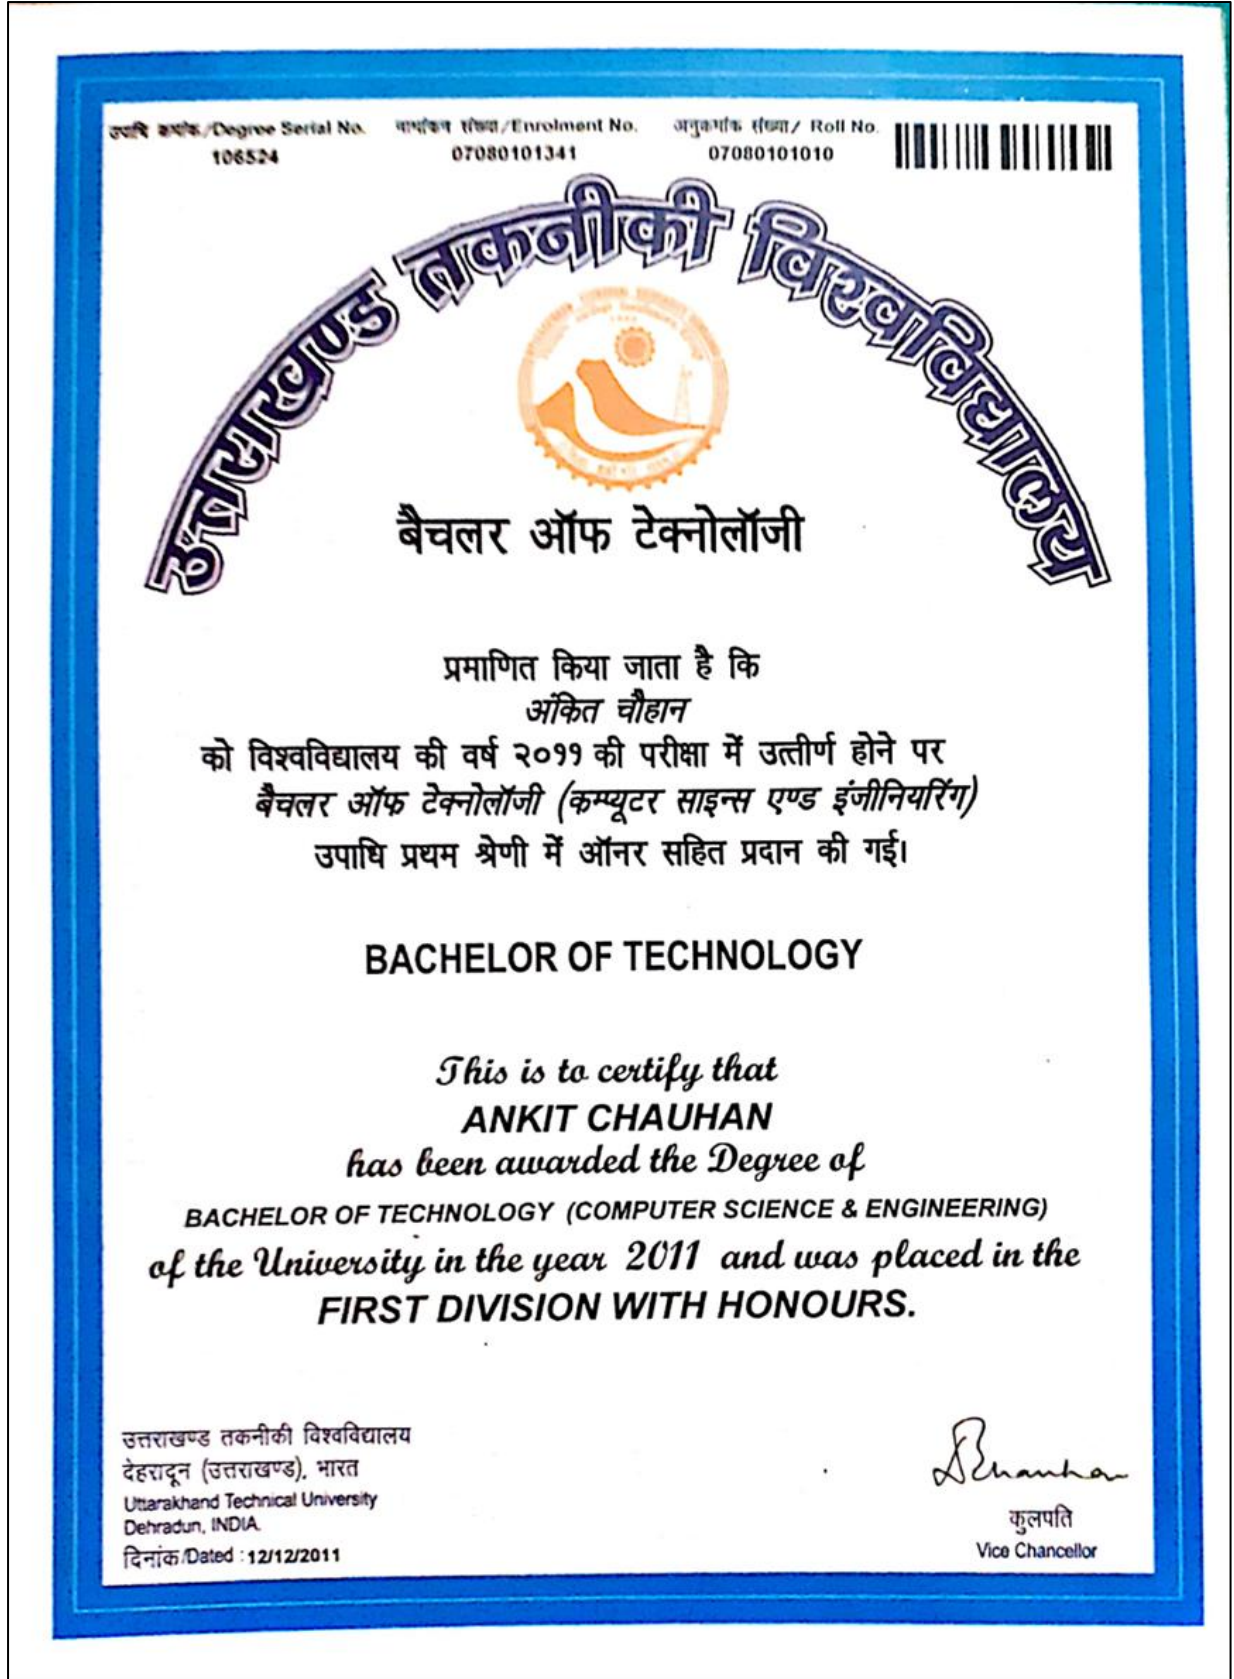 उपाधि क्रमांक/Degree Serial No. नामांकन संख्या/Enrolment No. अनुक्रमांक संख्या/ Roll No.
106524 07080101341 07080101010
उत्तराखण्ड तकनीकी विश्वविद्यालय
बैचलर ऑफ टेक्नोलॉजी
प्रमाणित किया जाता है कि
अंकित चौहान
को विश्वविद्यालय की वर्ष २०११ की परीक्षा में उत्तीर्ण होने पर
बैचलर ऑफ टेक्नोलॉजी (कम्प्यूटर साइन्स एण्ड इंजीनियरिंग)
उपाधि प्रथम श्रेणी में ऑनर सहित प्रदान की गई।
BACHELOR OF TECHNOLOGY
This is to certify that
ANKIT CHAUHAN
has been awarded the Degree of
BACHELOR OF TECHNOLOGY (COMPUTER SCIENCE & ENGINEERING)
of the University in the year 2011 and was placed in the
FIRST DIVISION WITH HONOURS.
उत्तराखण्ड तकनीकी विश्वविद्यालय
देहरादून (उत्तराखण्ड), भारत
Uttarakhand Technical University
Dehradun, INDIA.
दिनांक/Dated : 12/12/2011
कुलपति
Vice Chancellor